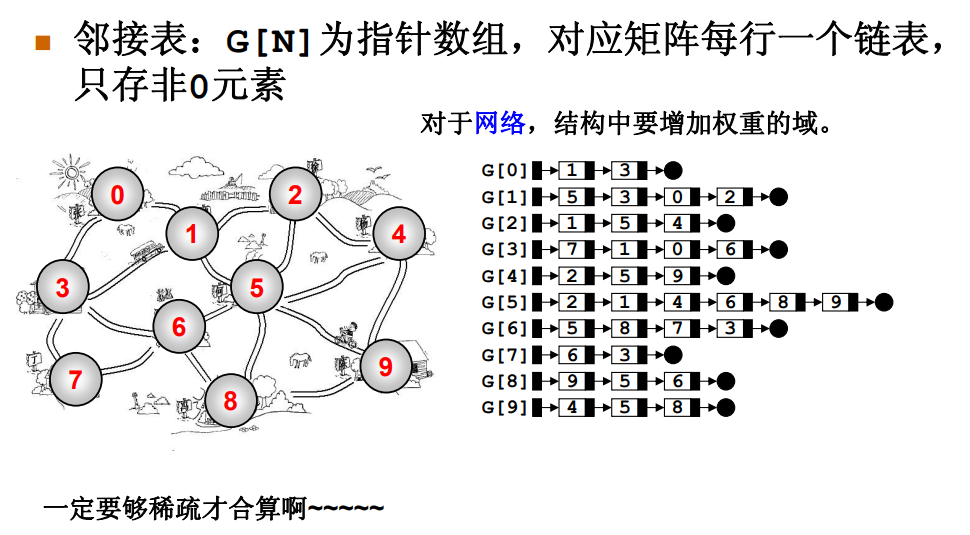 邻接表：G[N]为指针数组，对应矩阵每行一个链表，
只存非0元素
对于网络，结构中要增加权重的域。
0
2
1
4
3
5
6
7
9
8
G[0] 1 3
G[1] 5 3 0 2
G[2] 1 5 4
G[3] 7 1 0 6
G[4] 2 5 9
G[5] 2 1 4 6 8 9
G[6] 5 8 7 3
G[7] 6 3
G[8] 9 5 6
G[9] 4 5 8
一定要够稀疏才合算啊~~~~~